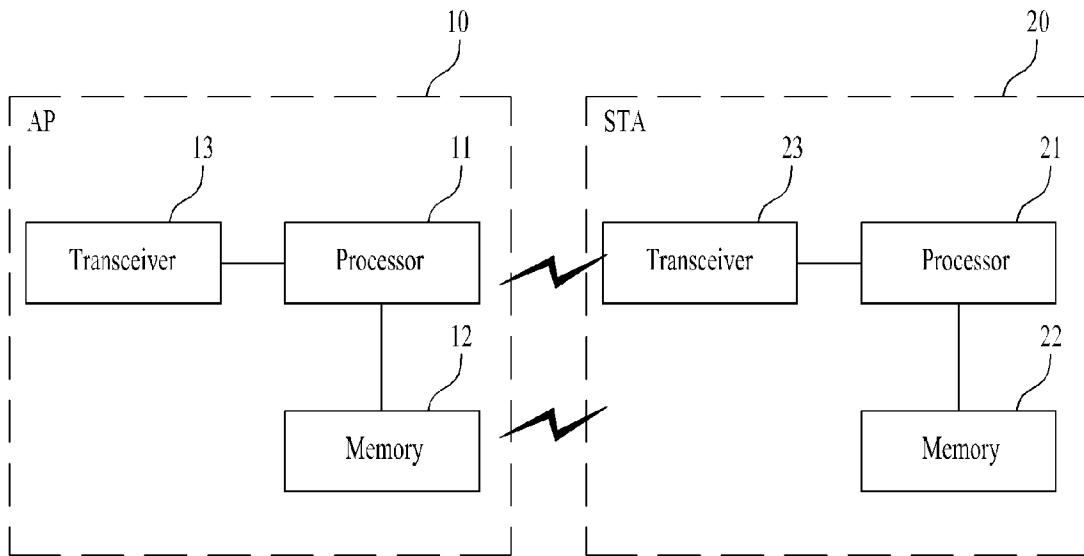 10
20
AP
STA
13
11
23
21
Transceiver
Processor
Transceiver
Processor
12
22
Memory
Memory